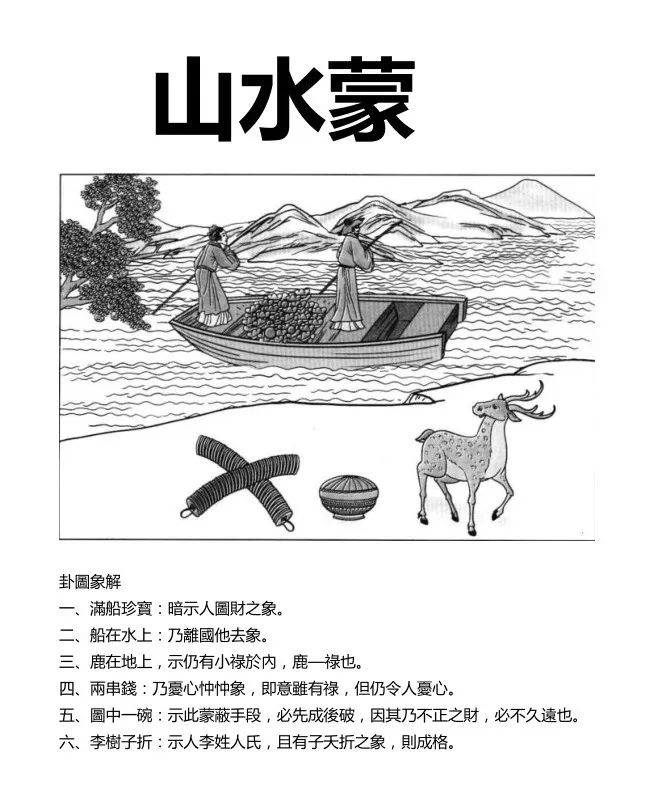 山水蒙
卦圖象解
一、滿船珍寶：暗示人圖財之象。
二、船在水上：乃離國他去象。
三、鹿在地上，示仍有小祿於內，鹿—祿也。
四、兩串錢：乃憂心忡忡象，即意雖有祿，但仍令人憂心。
五、圖中一碗：示此蒙蔽手段，必先成後破，因其乃不正之財，必不久遠也。
六、李樹子折：示人李姓人氏，且有子夭折之象，則成格。